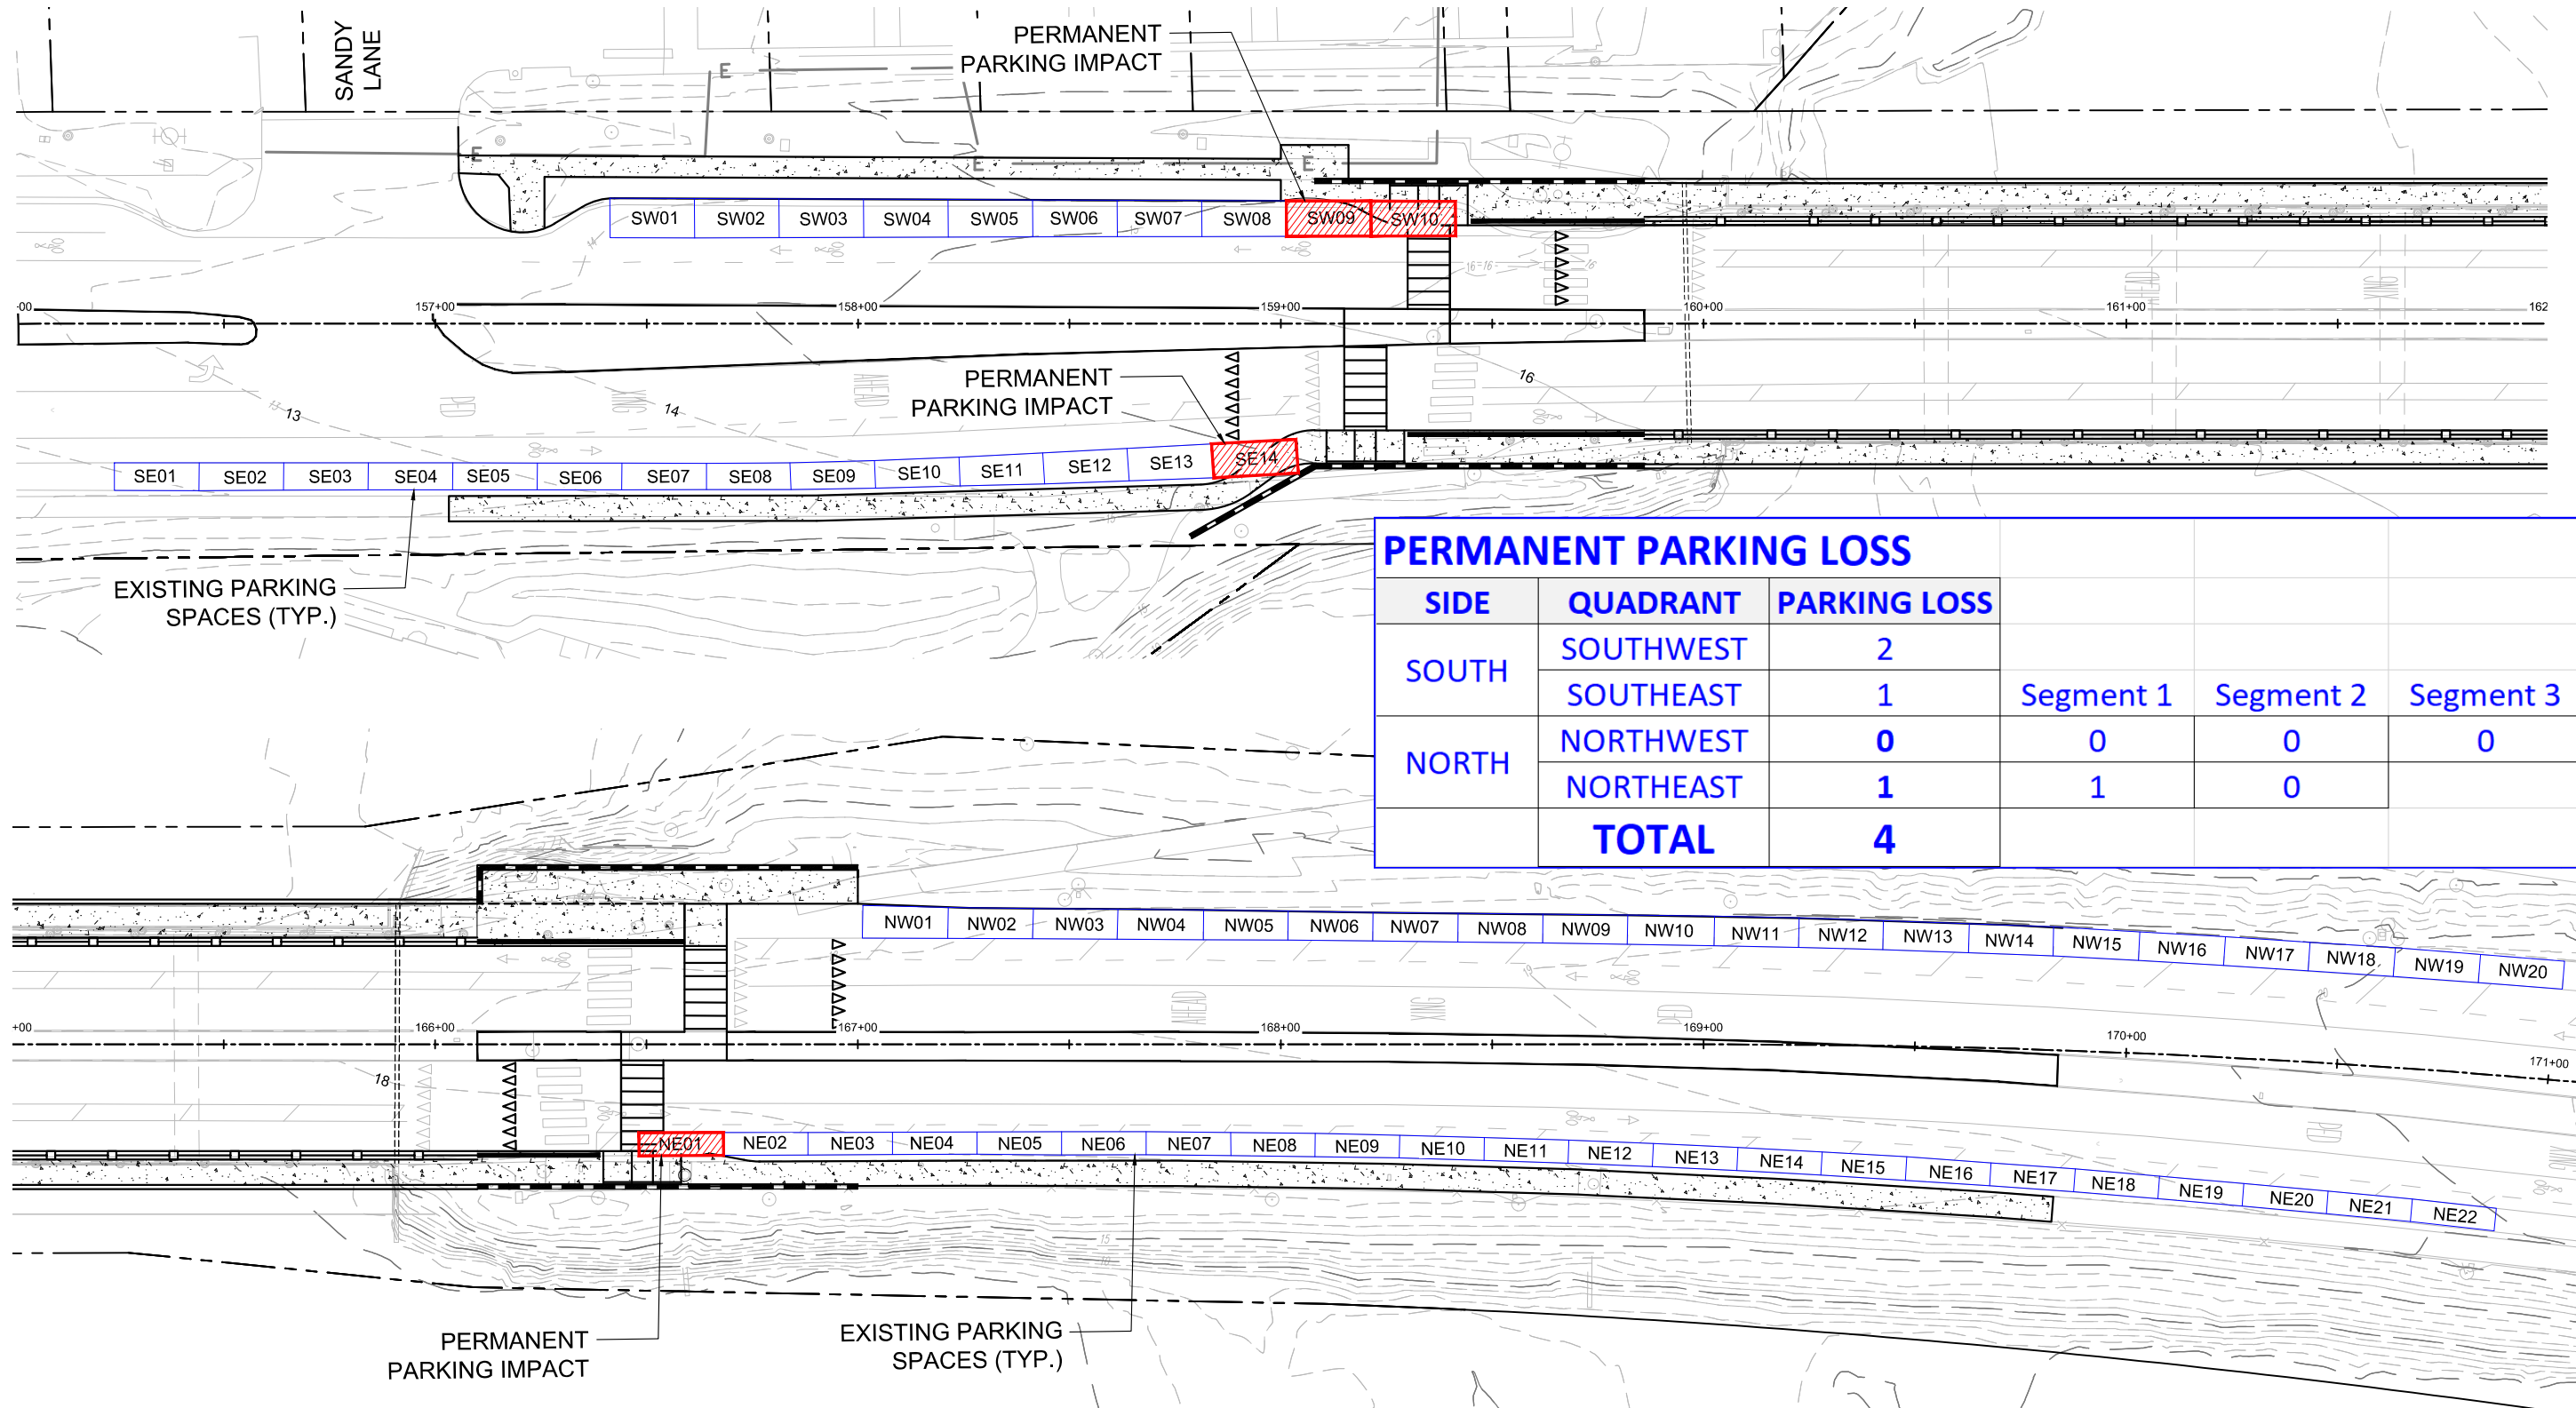 SANDY
LANE
PERMANENT
PARKING IMPACT
E
E
E
E
SW01 SW02 SW03 SW04 SW05 SW06 SW07 SW08 SW09 SW10
157+00 158+00 159+00 160+00 161+00 162
16
PERMANENT
PARKING IMPACT
13
14
SE01 SE02 SE03 SE04 SE05 SE06 SE07 SE08 SE09 SE10 SE11 SE12 SE13 SE14
EXISTING PARKING
SPACES (TYP.)
PERMANENT PARKING LOSS
SIDE QUADRANT PARKING LOSS
SOUTH SOUTHWEST 2
SOUTHEAST 1 Segment 1 Segment 2 Segment 3
NORTH NORTHWEST 0 0 0 0
NORTHEAST 1 1 0
TOTAL 4
NW01 NW02 NW03 NW04 NW05 NW06 NW07 NW08 NW09 NW10 NW11 NW12 NW13 NW14 NW15 NW16 NW17 NW18 NW19 NW20
+00 166+00 167+00 168+00 169+00 170+00 171+00
18
NE01 NE02 NE03 NE04 NE05 NE06 NE07 NE08 NE09 NE10 NE11 NE12 NE13 NE14 NE15 NE16 NE17 NE18 NE19 NE20 NE21 NE22
PERMANENT
PARKING IMPACT
EXISTING PARKING
SPACES (TYP.)